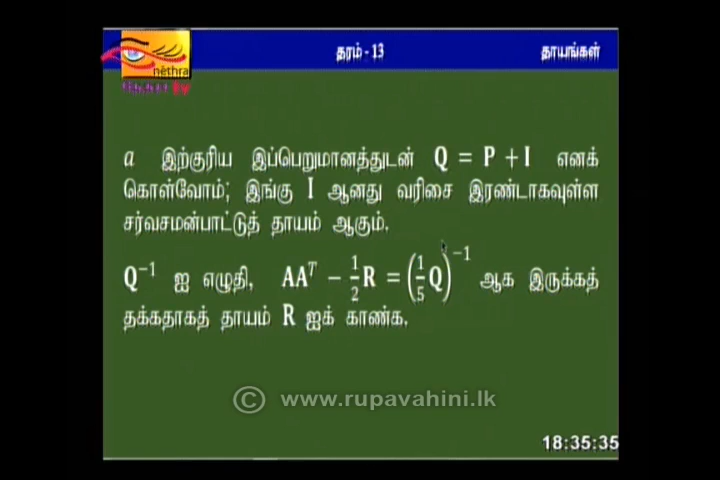 தரம் - 13
தாயங்கள்
nethra
a இற்குரிய இப்பெறுமானத்துடன் Q = P + I எனக்
கொள்வோம்; இங்கு I ஆனது வரிசை இரண்டாகவுள்ள
சர்வசமன்பாட்டுத் தாயம் ஆகும்.
Q⁻¹ ஐ எழுதி, AAᵀ − 1/2 R = (1/5 Q)⁻¹ ஆக இருக்கத்
தக்கதாகத் தாயம் R ஐக் காண்க.
© www.rupavahini.lk
18:35:35